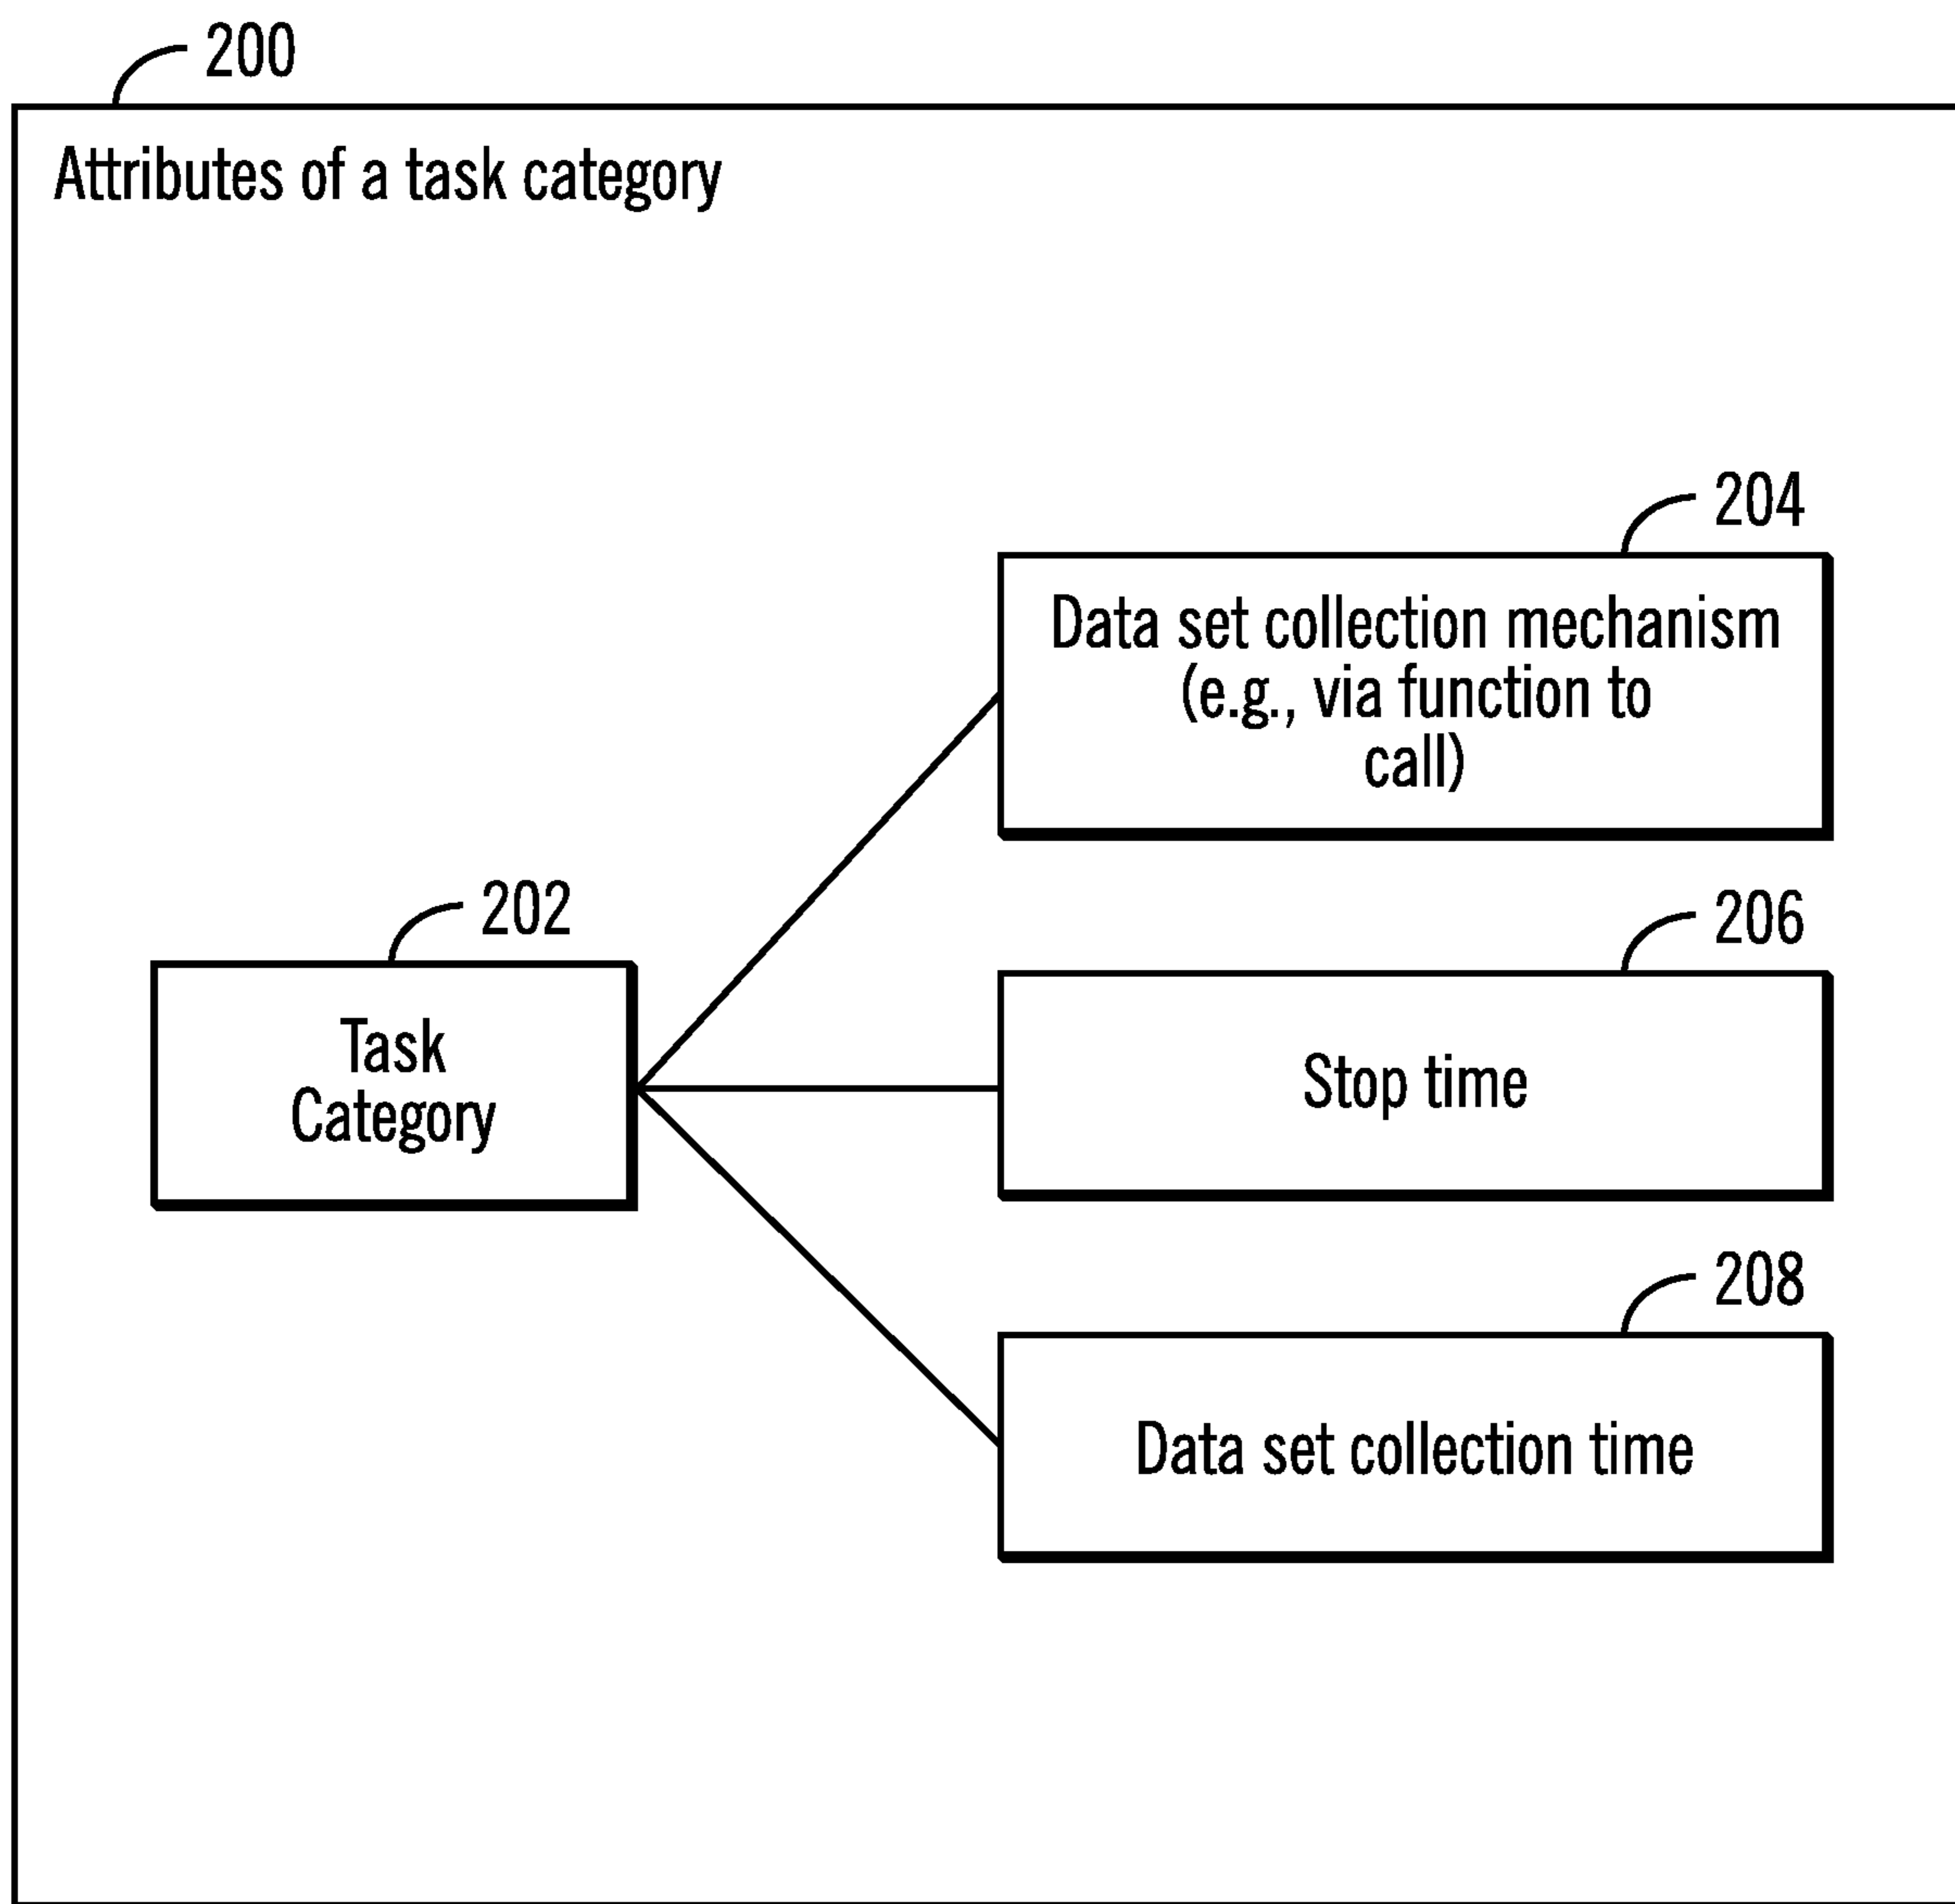 200
Attributes of a task category
204
Data set collection mechanism
(e.g., via function to
call)
202
Task
Category
206
Stop time
208
Data set collection time